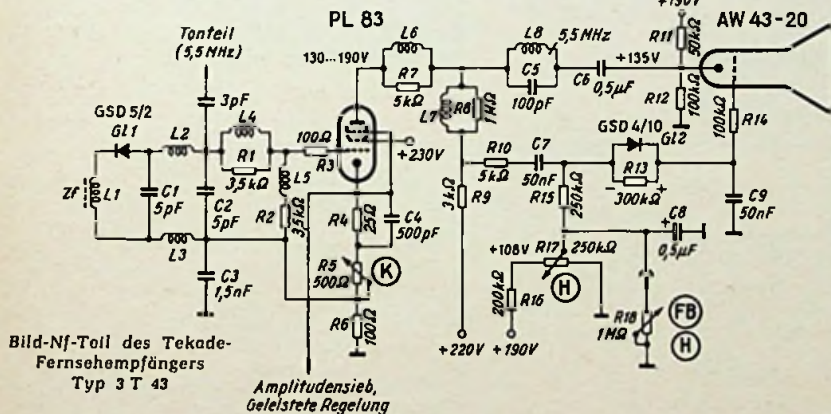 PL 83
+190V
AW 43-20
Tonteil
(5,5 MHz)
L6
L8
5,5 MHz
R11
50kΩ
130...190V
R7
5kΩ
C5
100pF
C6
0,5µF
+135V
R12
100kΩ
3pF
GSD 5/2
Gl1
L2
L4
R1
3,5kΩ
100Ω
R3
+230V
L7
R8
1MΩ
R10
5kΩ
C7
50nF
GSD 4/10
Gl2
R13
− 300kΩ +
R14
100kΩ
Zf
L1
C1
5pF
C2
5pF
L5
R2
3,5kΩ
R4
25Ω
C4
500pF
R9
3kΩ
R15
250kΩ
C9
50nF
L3
C3
1,5nF
R5
500Ω
K
R6
100Ω
+108V
R17
250kΩ
H
C8
0,5µF
R16
200kΩ
R18
1MΩ
FB
H
+220V
+190V
Bild-Nf-Teil des Tekade-
Fernsehempfängers
Typ 3 T 43
Amplitudensieb,
Geleistete Regelung